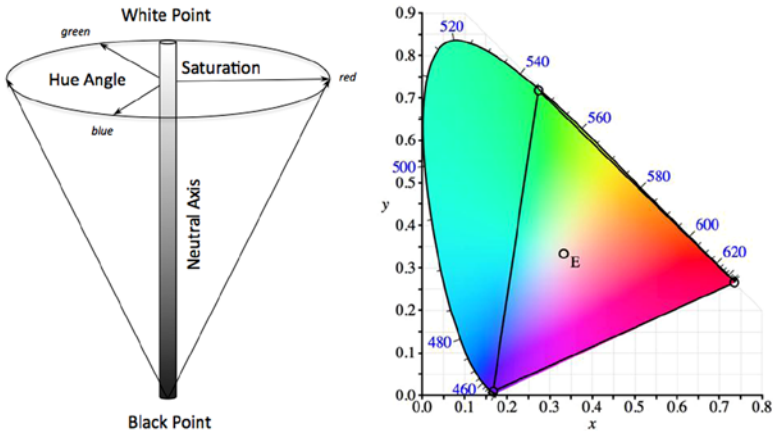 White Point
green
Saturation
Hue Angle
red
blue
Neutral Axis
Black Point
0.9
0.8
0.7
0.6
0.5
0.4
0.3
0.2
0.1
0.0
y
520
540
560
580
600
620
500
480
460
E
0.0 0.1 0.2 0.3 0.4 0.5 0.6 0.7 0.8
x